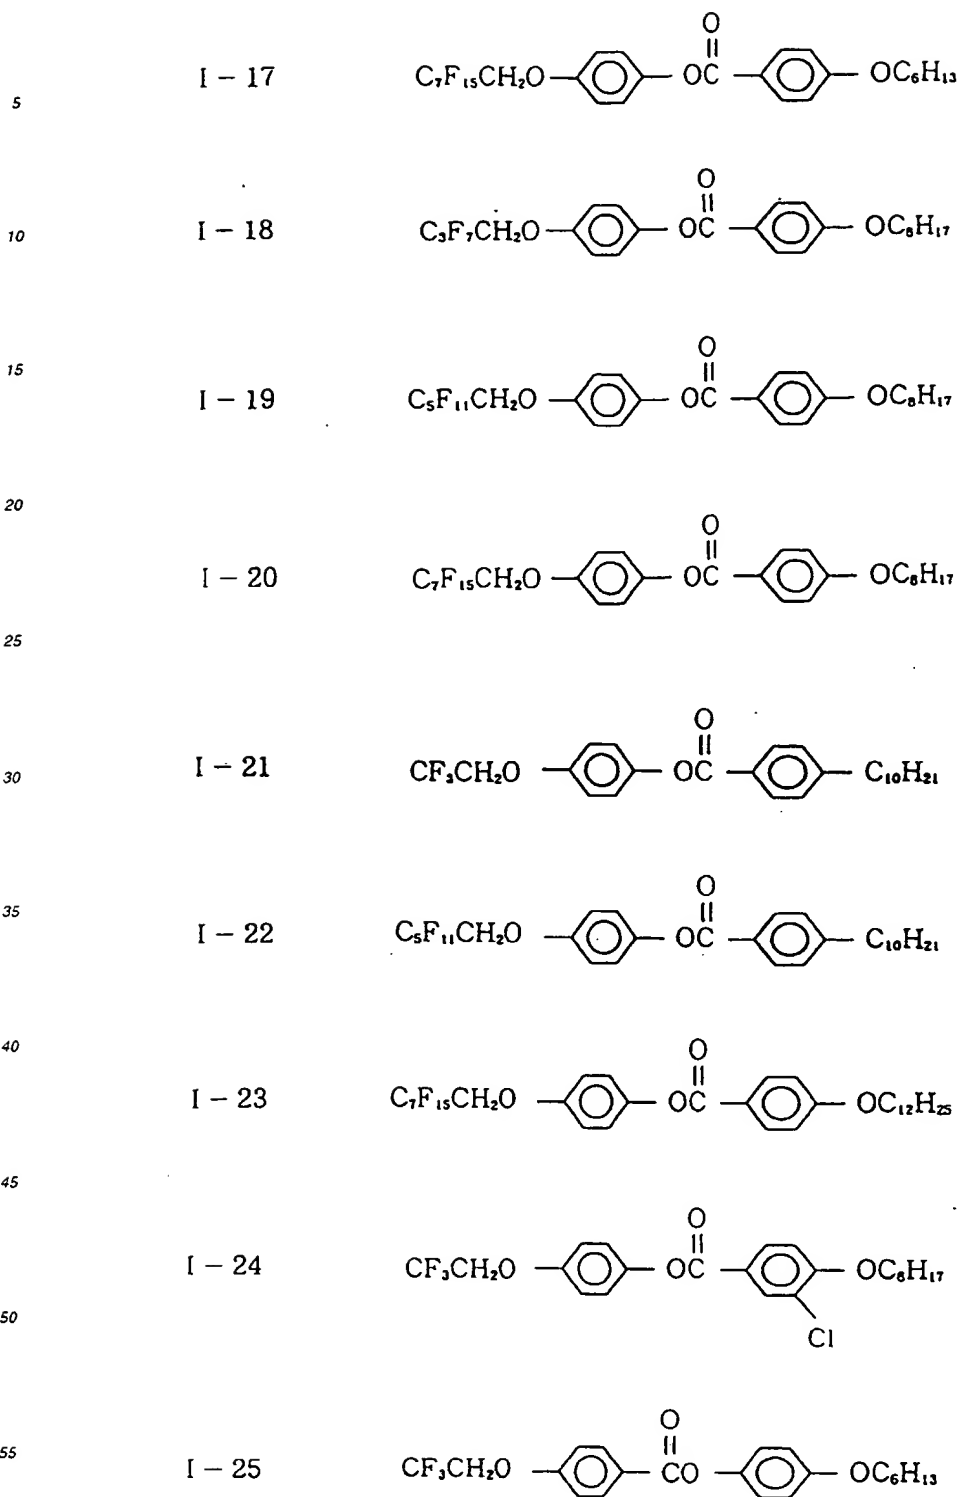 O
I - 17 C₇F₁₅CH₂O OC OC₆H₁₃
5
O
10 I - 18 C₃F₇CH₂O OC OC₈H₁₇
O
15
I - 19 C₅F₁₁CH₂O OC OC₈H₁₇
20
O
I - 20 C₇F₁₅CH₂O OC OC₈H₁₇
25
O
30 I - 21 CF₃CH₂O OC C₁₀H₂₁
O
35
I - 22 C₅F₁₁CH₂O OC C₁₀H₂₁
40
O
I - 23 C₇F₁₅CH₂O OC OC₁₂H₂₅
45
O
I - 24 CF₃CH₂O OC OC₈H₁₇
50
Cl
O
55
I - 25 CF₃CH₂O CO OC₆H₁₃